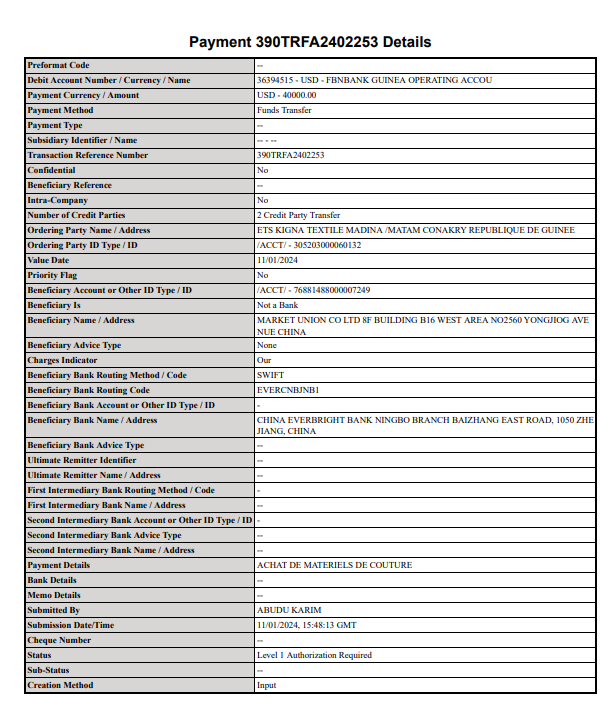 Payment 390TRFA2402253 Details
Preformat Code --
Debit Account Number / Currency / Name 36394515 - USD - FBNBANK GUINEA OPERATING ACCOU
Payment Currency / Amount USD - 40000.00
Payment Method Funds Transfer
Payment Type --
Subsidiary Identifier / Name -- - --
Transaction Reference Number 390TRFA2402253
Confidential No
Beneficiary Reference --
Intra-Company No
Number of Credit Parties 2 Credit Party Transfer
Ordering Party Name / Address ETS KIGNA TEXTILE MADINA /MATAM CONAKRY REPUBLIQUE DE GUINEE
Ordering Party ID Type / ID /ACCT/ - 305203000060132
Value Date 11/01/2024
Priority Flag No
Beneficiary Account or Other ID Type / ID /ACCT/ - 76881488000007249
Beneficiary Is Not a Bank
Beneficiary Name / Address MARKET UNION CO LTD 8F BUILDING B16 WEST AREA NO2560 YONGJIOG AVE
NUE CHINA
Beneficiary Advice Type None
Charges Indicator Our
Beneficiary Bank Routing Method / Code SWIFT
Beneficiary Bank Routing Code EVERCNBJNB1
Beneficiary Bank Account or Other ID Type / ID -
Beneficiary Bank Name / Address CHINA EVERBRIGHT BANK NINGBO BRANCH BAIZHANG EAST ROAD, 1050 ZHE
JIANG, CHINA
Beneficiary Bank Advice Type --
Ultimate Remitter Identifier --
Ultimate Remitter Name / Address --
First Intermediary Bank Routing Method / Code -
First Intermediary Bank Name / Address --
Second Intermediary Bank Account or Other ID Type / ID -
Second Intermediary Bank Advice Type --
Second Intermediary Bank Name / Address --
Payment Details ACHAT DE MATERIELS DE COUTURE
Bank Details --
Memo Details --
Submitted By ABUDU KARIM
Submission Date/Time 11/01/2024, 15:48:13 GMT
Cheque Number --
Status Level 1 Authorization Required
Sub-Status --
Creation Method Input